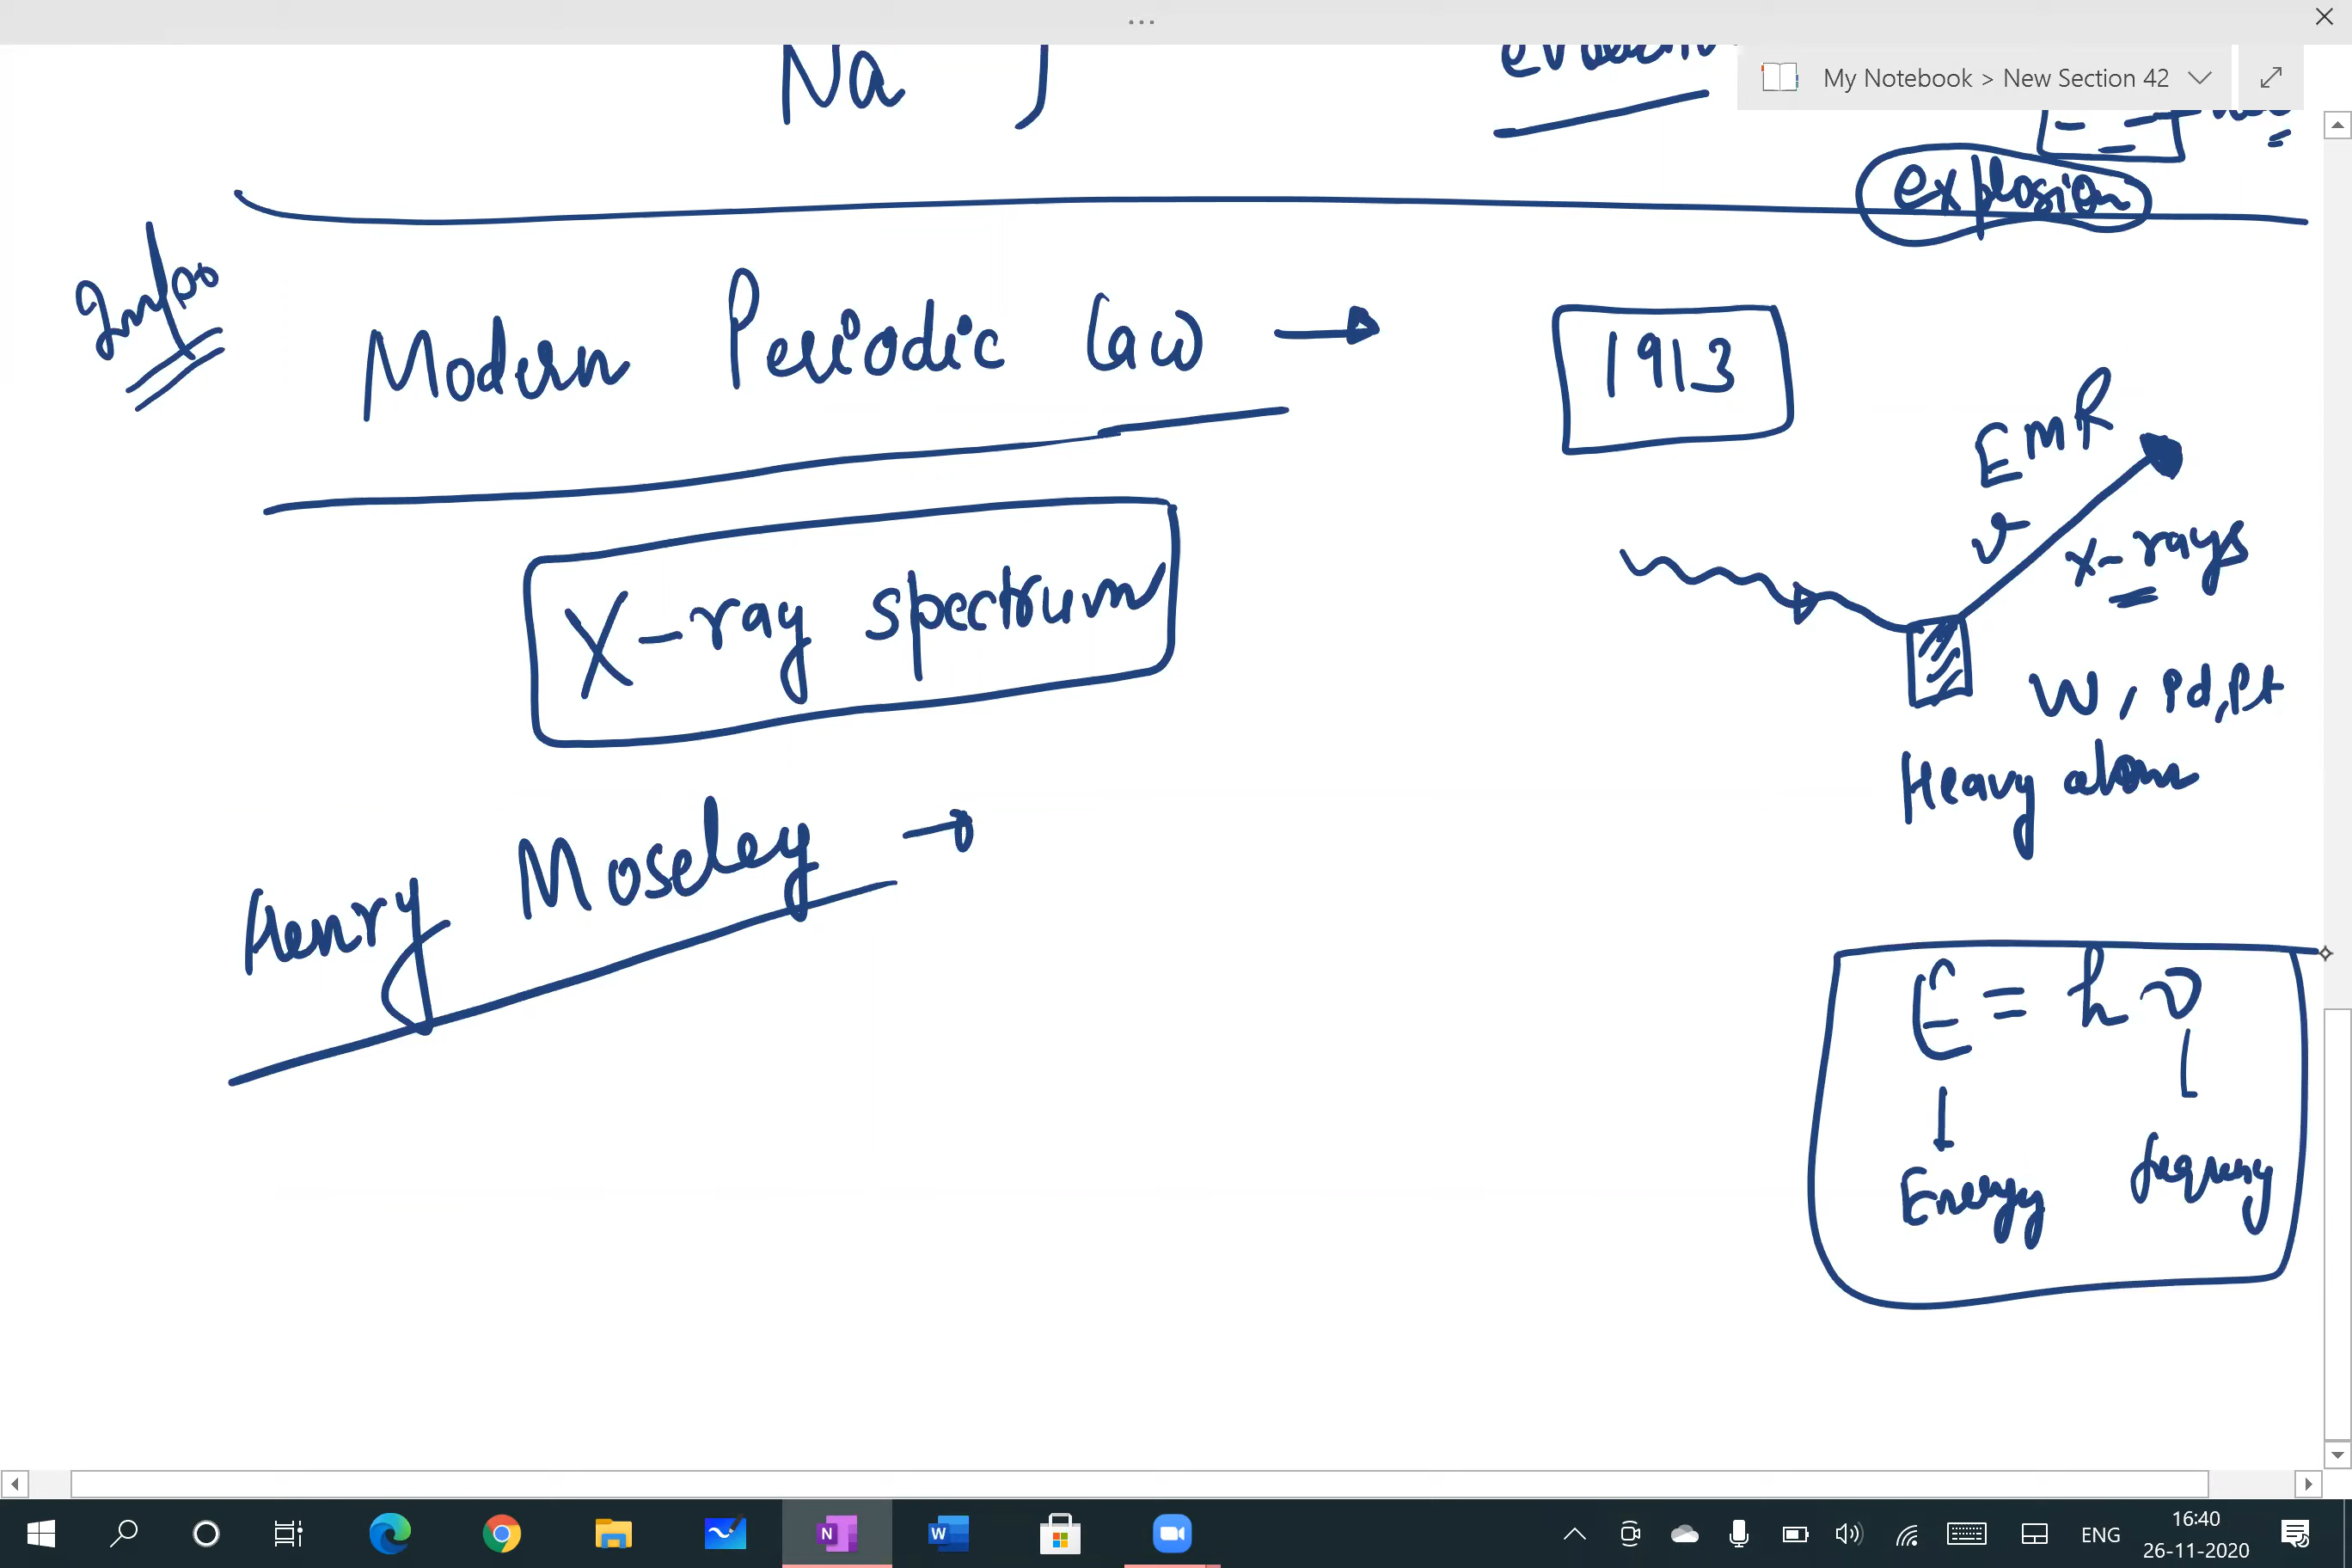 My Notebook > New Section 42
Na
explosion
Modern Periodic law →
1913
EMR
ν
X-rays
X-ray spectrum
W, Pd, Pt
Heavy atom
Henry Moseley →
E = hν
Energy
frequency
N
W
ENG
16:40
26-11-2020